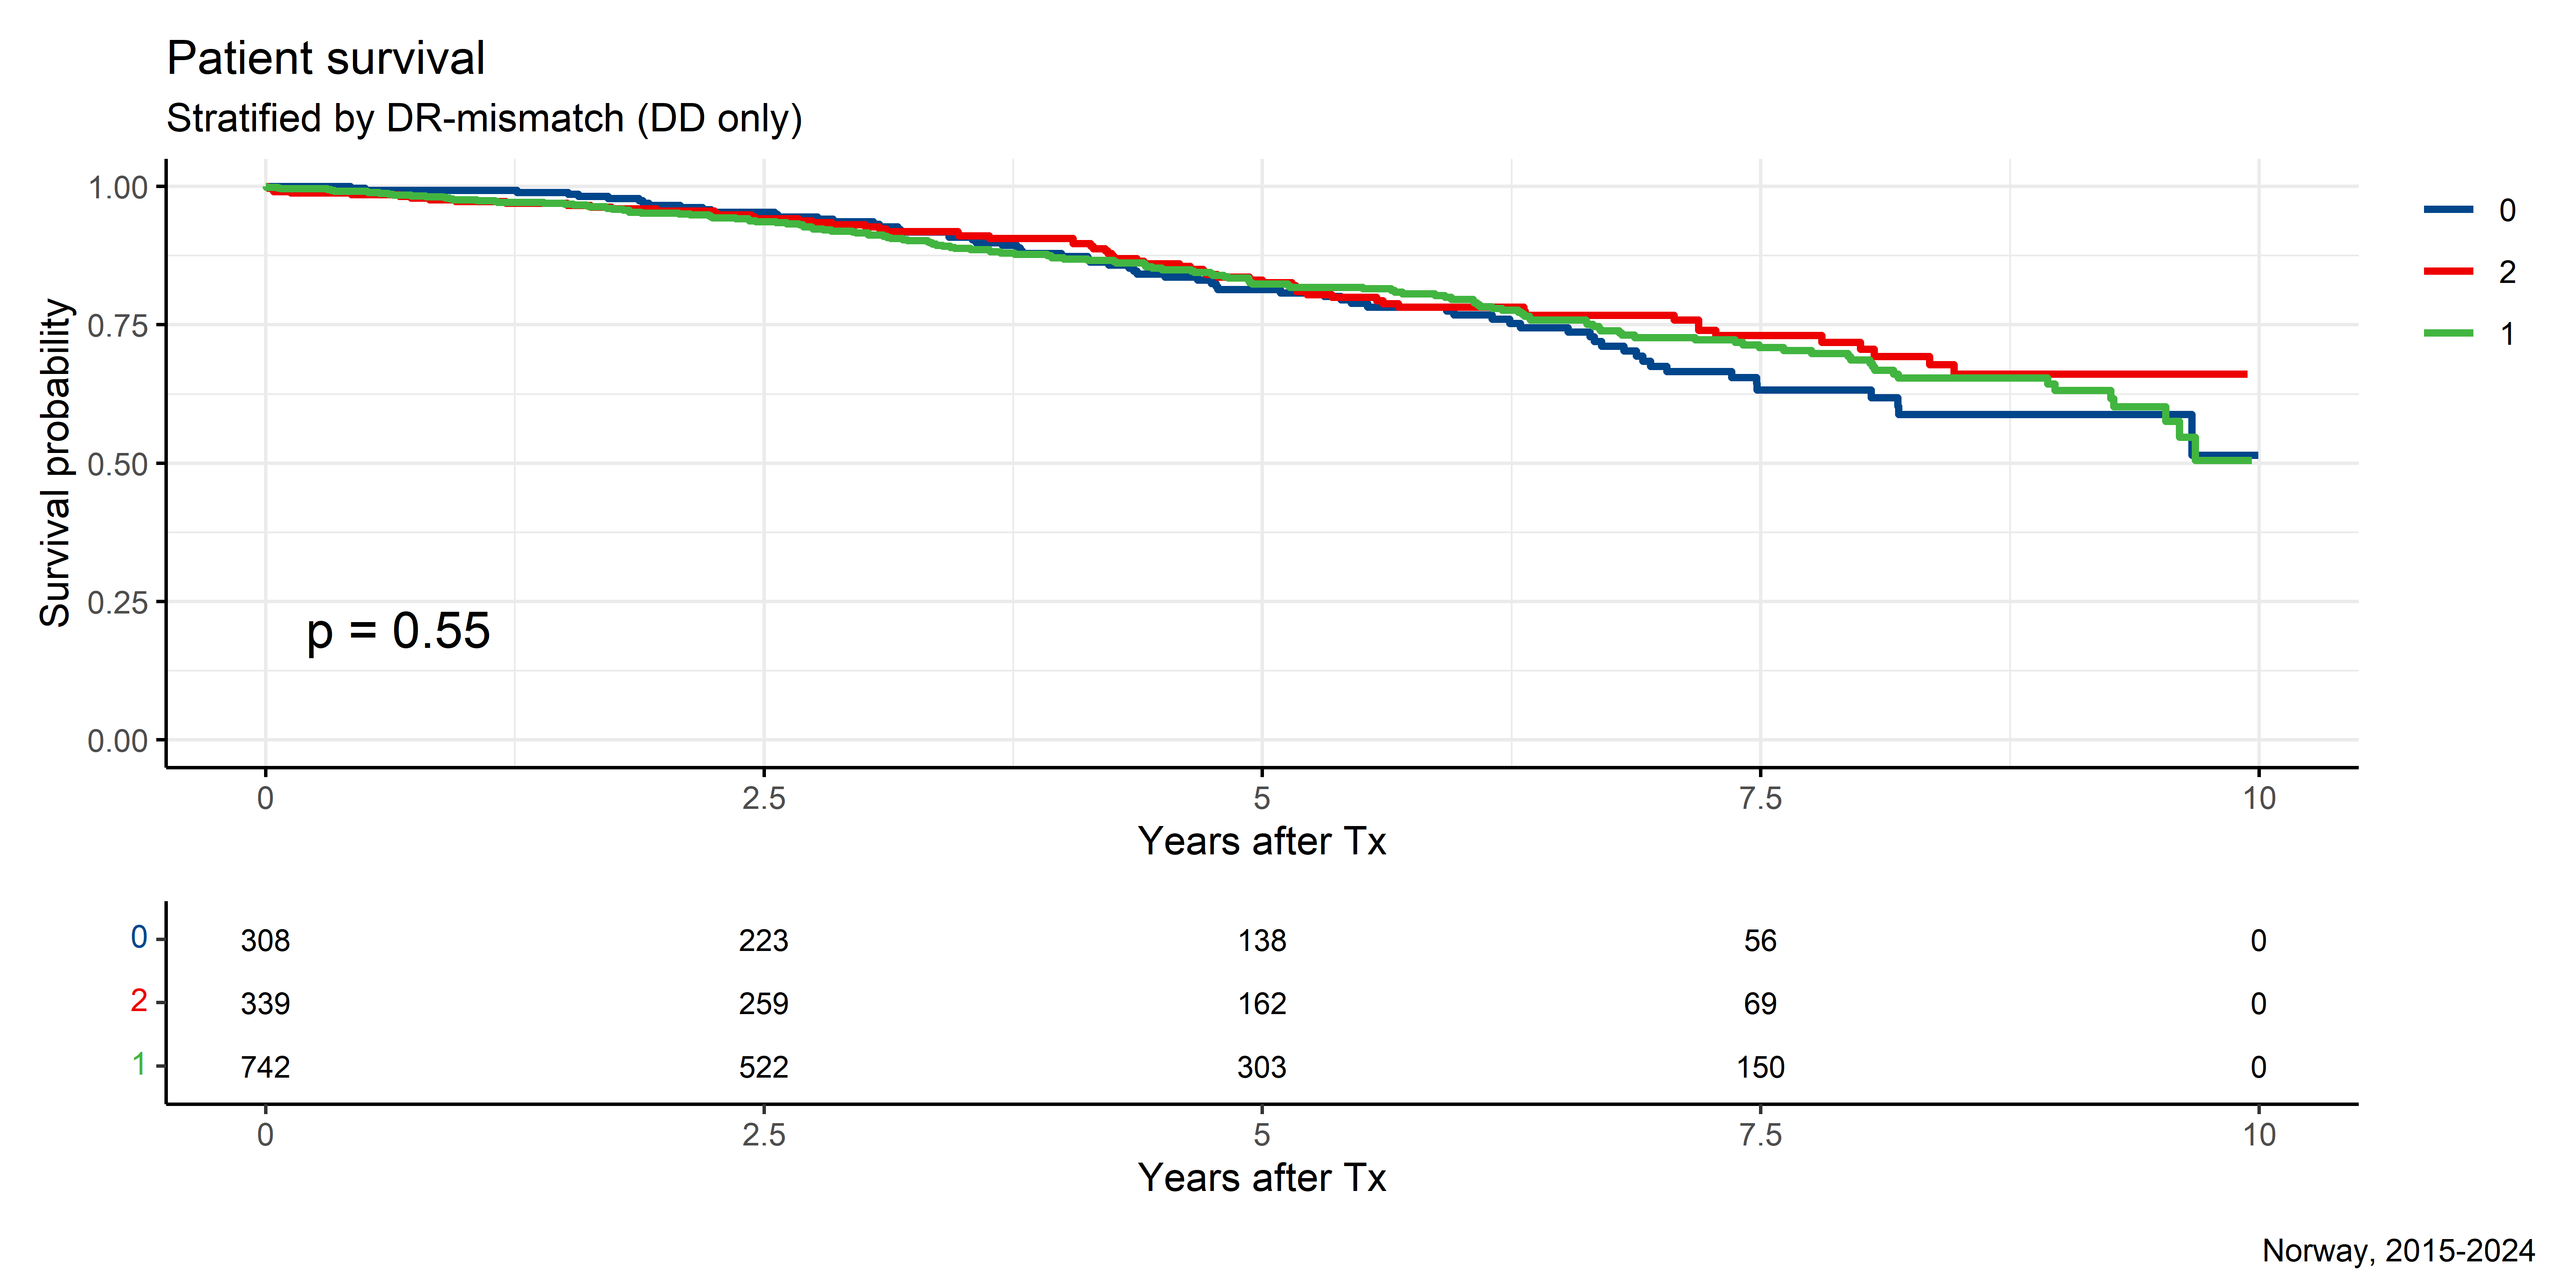 Patient survival
Stratified by DR-mismatch (DD only)
Survival probability
1.00
0.75
0.50
0.25
0.00
p = 0.55
0
2
1
0 2.5 5 7.5 10
Years after Tx
0 308 223 138 56 0
2 339 259 162 69 0
1 742 522 303 150 0
0 2.5 5 7.5 10
Years after Tx
Norway, 2015-2024